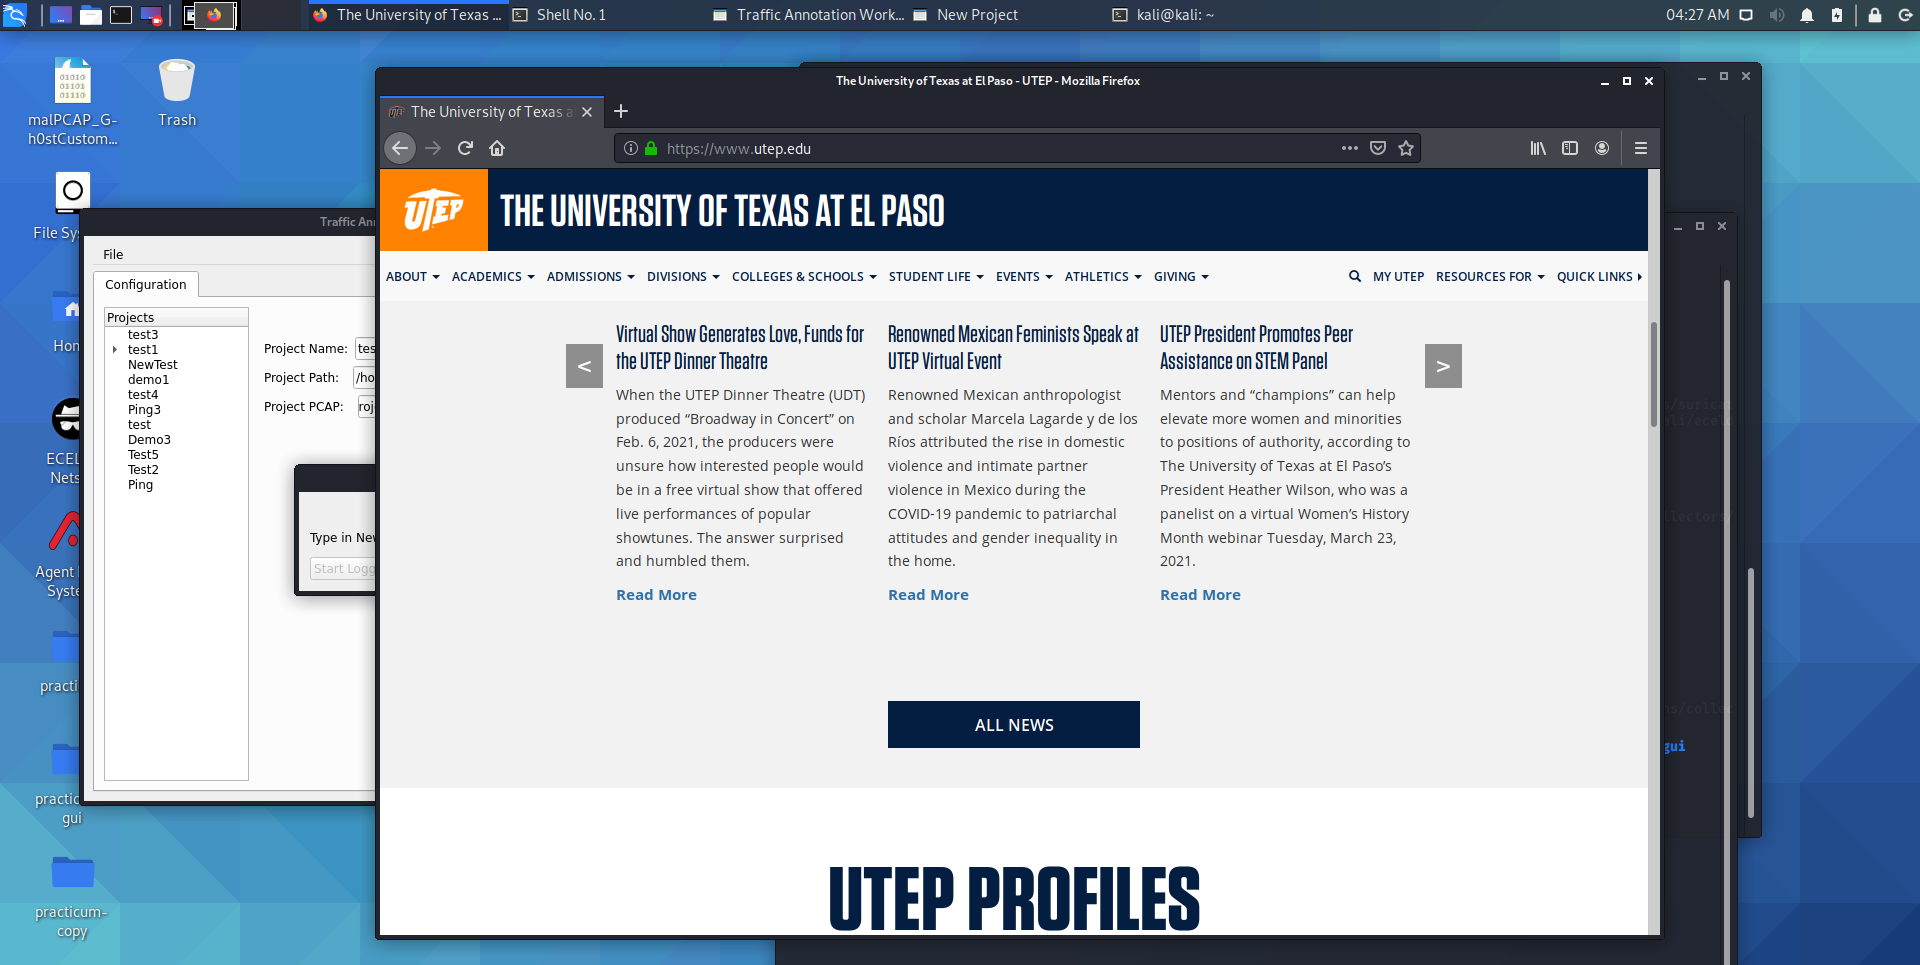 The University of Texas ...
Shell No. 1
Traffic Annotation Work...
New Project
kali@kali: ~
04:27 AM
malPCAP_G-
h0stCustom...
Trash
File Sy
Hon
ECEL
Nets
Agent
Syste
practi
practic
gui
practicum-
copy
Traffic An
File
Configuration
Projects
test3
test1
NewTest
demo1
test4
Ping3
test
Demo3
Test5
Test2
Ping
Project Name: tes
Project Path: /ho
Project PCAP: roj
Type in Nev
Start Logg
The University of Texas at El Paso - UTEP - Mozilla Firefox
The University of Texas a
https://www.utep.edu
UTEP
THE UNIVERSITY OF TEXAS AT EL PASO
ABOUT ACADEMICS ADMISSIONS DIVISIONS COLLEGES & SCHOOLS STUDENT LIFE EVENTS ATHLETICS GIVING MY UTEP RESOURCES FOR QUICK LINKS
<
Virtual Show Generates Love, Funds for
the UTEP Dinner Theatre
When the UTEP Dinner Theatre (UDT)
produced “Broadway in Concert” on
Feb. 6, 2021, the producers were
unsure how interested people would
be in a free virtual show that offered
live performances of popular
showtunes. The answer surprised
and humbled them.
Read More
Renowned Mexican Feminists Speak at
UTEP Virtual Event
Renowned Mexican anthropologist
and scholar Marcela Lagarde y de los
Ríos attributed the rise in domestic
violence and intimate partner
violence in Mexico during the
COVID-19 pandemic to patriarchal
attitudes and gender inequality in
the home.
Read More
UTEP President Promotes Peer
Assistance on STEM Panel
Mentors and “champions” can help
elevate more women and minorities
to positions of authority, according to
The University of Texas at El Paso’s
President Heather Wilson, who was a
panelist on a virtual Women’s History
Month webinar Tuesday, March 23,
2021.
Read More
>
ALL NEWS
UTEP PROFILES
s/surica
llectors/
s/collec
gui